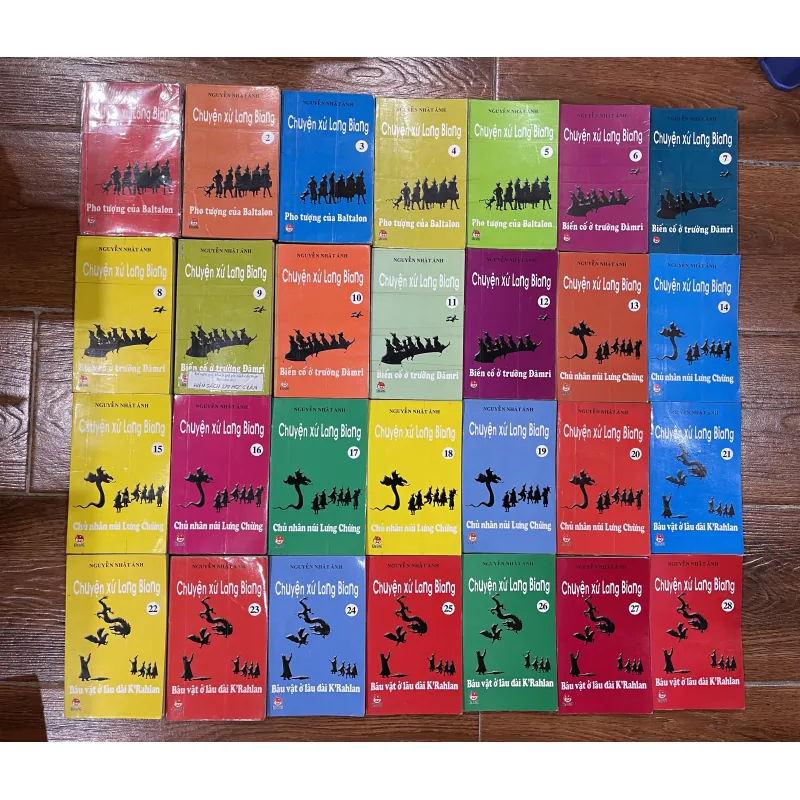 Chuyện xứ Lang Biang
Pho tượng của Baltalon
NGUYỄN NHẬT ÁNH
Chuyện xứ Lang Biang
2
Pho tượng của Baltalon
Chuyện xứ Lang Biang
3
Pho tượng của Baltalon
NGUYỄN NHẬT ÁNH
Chuyện xứ Lang Biang
4
Pho tượng của Baltalon
NGUYỄN NHẬT ÁNH
Chuyện xứ Lang Biang
5
Pho tượng của Baltalon
NGUYỄN NHẬT ÁNH
Chuyện xứ Lang Biang
6
Biến cố ở trường Đămri
NGUYỄN NHẬT ÁNH
Chuyện xứ Lang Biang
7
Biến cố ở trường Đămri
NGUYỄN NHẬT ÁNH
Chuyện xứ Lang Biang
8
Biến cố ở trường Đămri
NGUYỄN NHẬT ÁNH
Chuyện xứ Lang Biang
9
Biến cố ở trường Đămri
NGUYỄN NHẬT ÁNH
Chuyện xứ Lang Biang
10
Biến cố ở trường Đămri
NGUYỄN NHẬT ÁNH
Chuyện xứ Lang Biang
11
Biến cố ở trường Đămri
NGUYỄN NHẬT ÁNH
Chuyện xứ Lang Biang
12
Biến cố ở trường Đămri
NGUYỄN NHẬT ÁNH
Chuyện xứ Lang Biang
13
Chủ nhân núi Lưng Chừng
NGUYỄN NHẬT ÁNH
Chuyện xứ Lang Biang
14
Chủ nhân núi Lưng Chừng
NGUYỄN NHẬT ÁNH
Chuyện xứ Lang Biang
15
Chủ nhân núi Lưng Chừng
NGUYỄN NHẬT ÁNH
Chuyện xứ Lang Biang
16
Chủ nhân núi Lưng Chừng
NGUYỄN NHẬT ÁNH
Chuyện xứ Lang Biang
17
Chủ nhân núi Lưng Chừng
NGUYỄN NHẬT ÁNH
Chuyện xứ Lang Biang
18
Chủ nhân núi Lưng Chừng
NGUYỄN NHẬT ÁNH
Chuyện xứ Lang Biang
19
Chủ nhân núi Lưng Chừng
NGUYỄN NHẬT ÁNH
Chuyện xứ Lang Biang
20
Chủ nhân núi Lưng Chừng
NGUYỄN NHẬT ÁNH
Chuyện xứ Lang Biang
21
Báu vật ở lâu đài K'Rahlan
NGUYỄN NHẬT ÁNH
Chuyện xứ Lang Biang
22
Báu vật ở lâu đài K'Rahlan
NGUYỄN NHẬT ÁNH
Chuyện xứ Lang Biang
23
Báu vật ở lâu đài K'Rahlan
NGUYỄN NHẬT ÁNH
Chuyện xứ Lang Biang
24
Báu vật ở lâu đài K'Rahlan
NGUYỄN NHẬT ÁNH
Chuyện xứ Lang Biang
25
Báu vật ở lâu đài K'Rahlan
NGUYỄN NHẬT ÁNH
Chuyện xứ Lang Biang
26
Báu vật ở lâu đài K'Rahlan
NGUYỄN NHẬT ÁNH
Chuyện xứ Lang Biang
27
Báu vật ở lâu đài K'Rahlan
NGUYỄN NHẬT ÁNH
Chuyện xứ Lang Biang
28
Báu vật ở lâu đài K'Rahlan